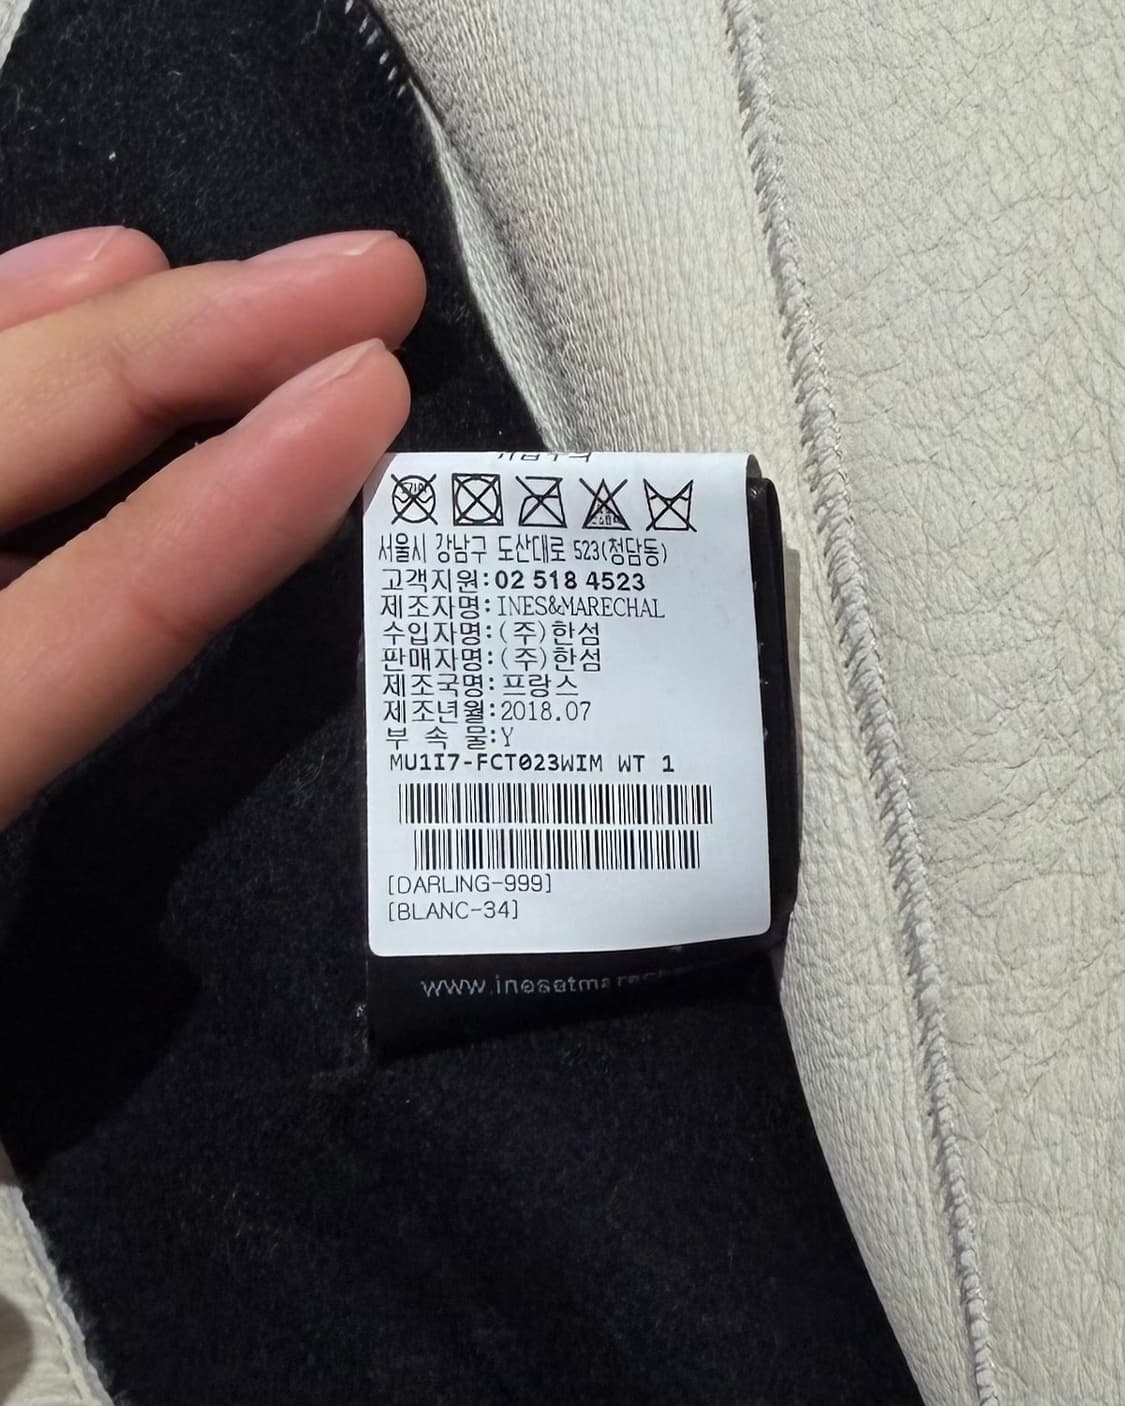 서울시 강남구 도산대로 523(청담동)
고객지원:02 518 4523
제조자명:INES&MARECHAL
수입자명:(주)한섬
판매자명:(주)한섬
제조국명:프랑스
제조년월:2018.07
부 속 물:Y
MU1I7-FCT023WIM WT 1
[DARLING-999]
[BLANC-34]